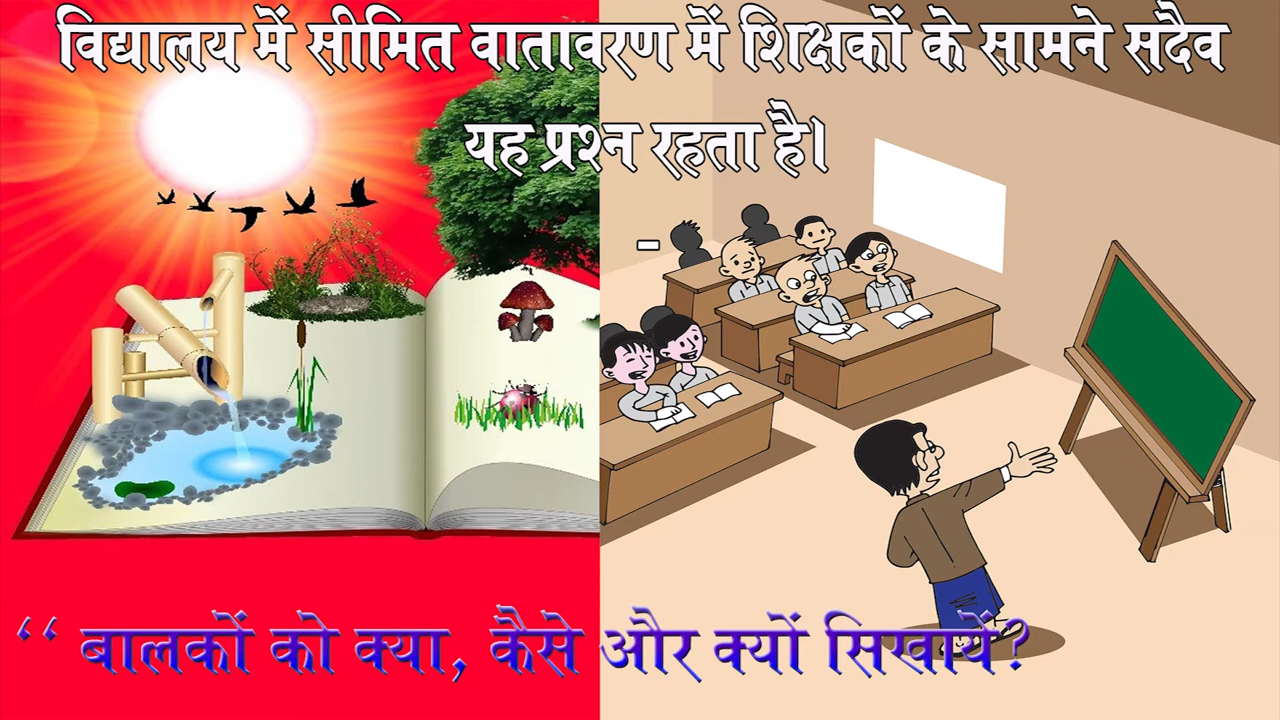 विद्यालय में सीमित वातावरण में शिक्षकों के सामने सदैव
यह प्रश्न रहता है।
-
‘‘ बालकों को क्या, कैसे और क्यों सिखायें?